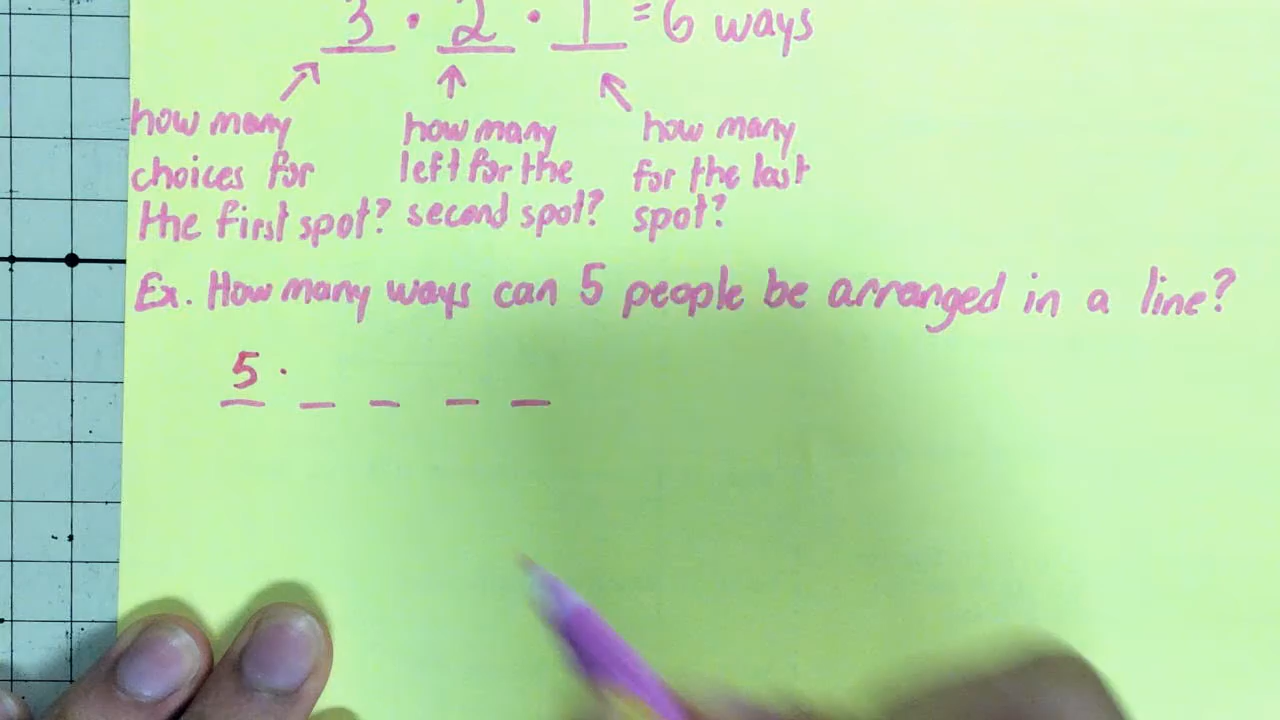 3 · 2 · 1 = 6 ways
how many how many how many
choices for left for the for the last
the first spot? second spot? spot?
Ex. How many ways can 5 people be arranged in a line?
5 ·